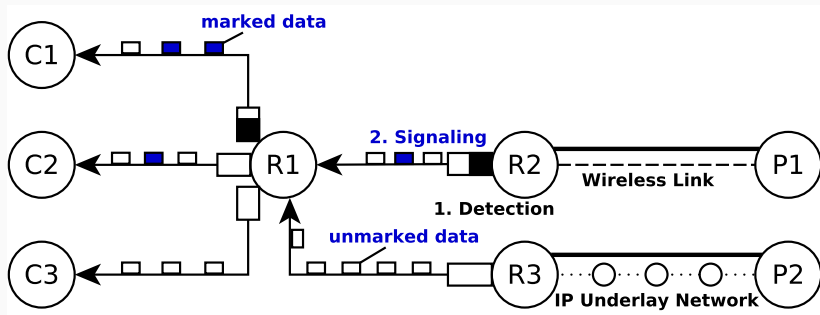 marked data
C1
2. Signaling
C2
R1
R2
P1
Wireless Link
1. Detection
unmarked data
C3
R3
P2
IP Underlay Network